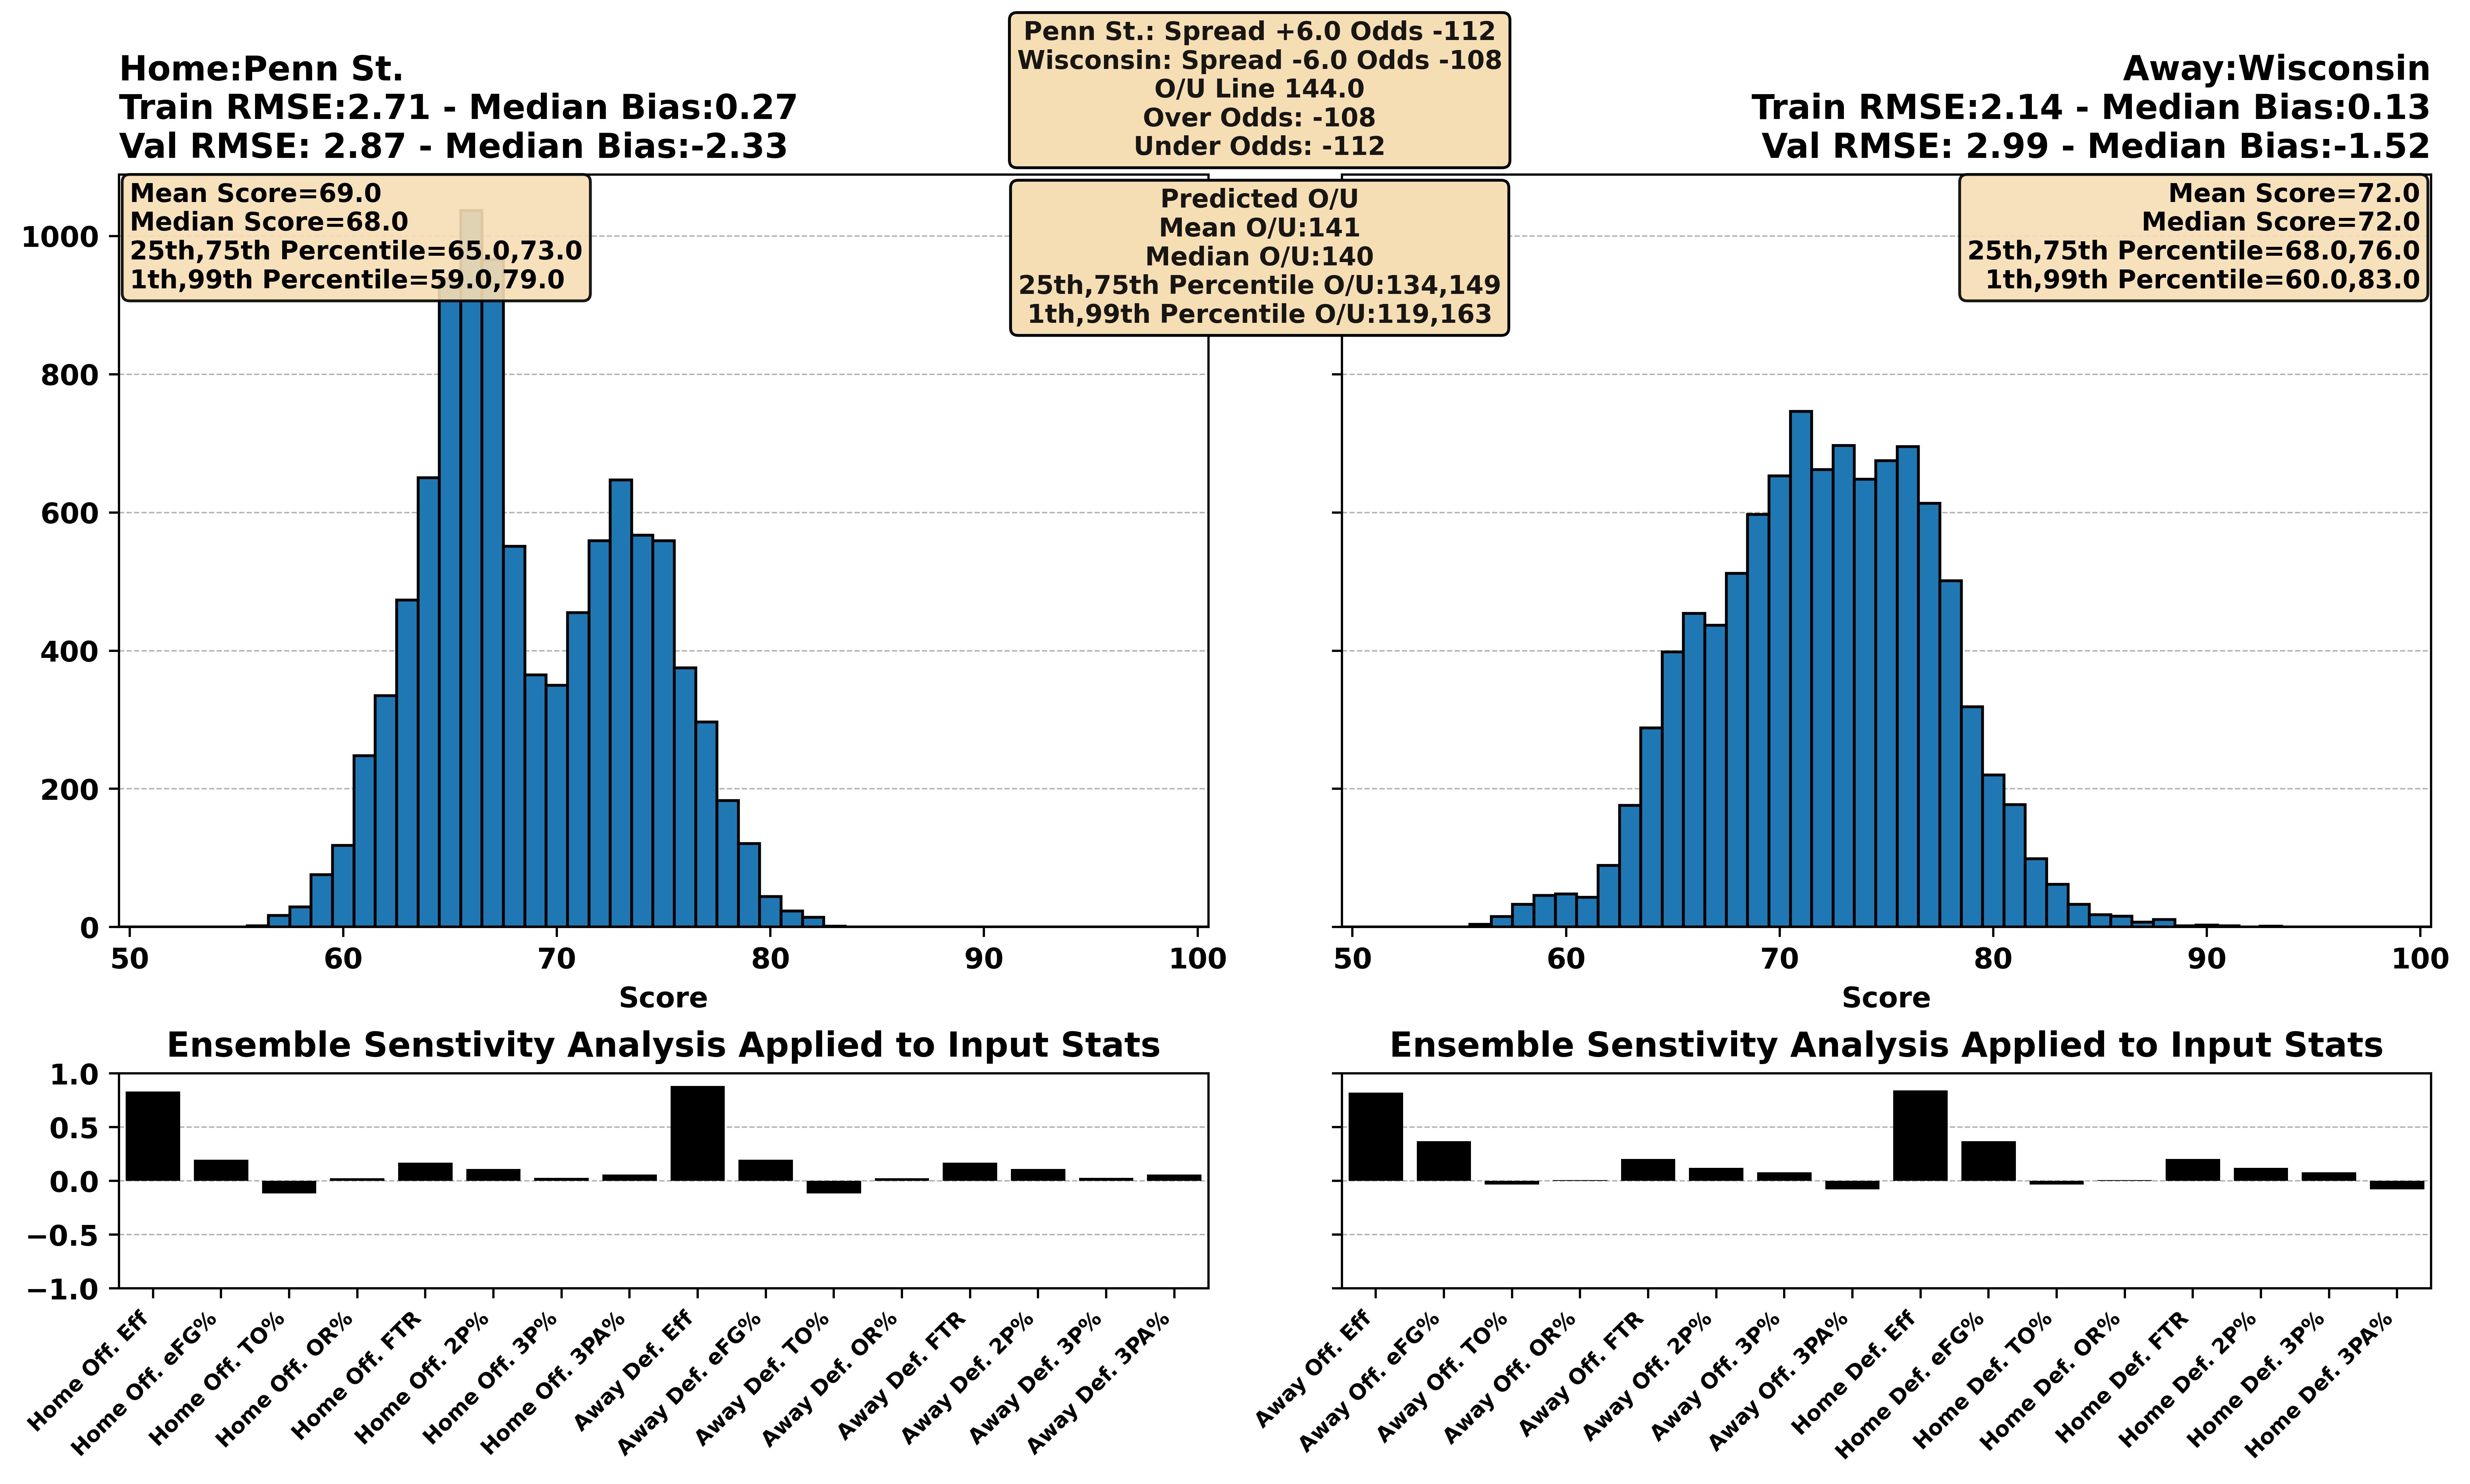 Penn St.: Spread +6.0 Odds -112
Wisconsin: Spread -6.0 Odds -108
O/U Line 144.0
Over Odds: -108
Under Odds: -112
Home:Penn St.
Train RMSE:2.71 - Median Bias:0.27
Val RMSE: 2.87 - Median Bias:-2.33
Away:Wisconsin
Train RMSE:2.14 - Median Bias:0.13
Val RMSE: 2.99 - Median Bias:-1.52
Mean Score=69.0
Median Score=68.0
25th,75th Percentile=65.0,73.0
1th,99th Percentile=59.0,79.0
Predicted O/U
Mean O/U:141
Median O/U:140
25th,75th Percentile O/U:134,149
1th,99th Percentile O/U:119,163
Mean Score=72.0
Median Score=72.0
25th,75th Percentile=68.0,76.0
1th,99th Percentile=60.0,83.0
1000
800
600
400
200
0
50 60 70 80 90 100
Score
50 60 70 80 90 100
Score
Ensemble Senstivity Analysis Applied to Input Stats
Ensemble Senstivity Analysis Applied to Input Stats
1.0
0.5
0.0
−0.5
−1.0
Home Off. Eff
Home Off. eFG%
Home Off. TO%
Home Off. OR%
Home Off. FTR
Home Off. 2P%
Home Off. 3P%
Home Off. 3PA%
Away Def. Eff
Away Def. eFG%
Away Def. TO%
Away Def. OR%
Away Def. FTR
Away Def. 2P%
Away Def. 3P%
Away Def. 3PA%
Away Off. Eff
Away Off. eFG%
Away Off. TO%
Away Off. OR%
Away Off. FTR
Away Off. 2P%
Away Off. 3P%
Away Off. 3PA%
Home Def. Eff
Home Def. eFG%
Home Def. TO%
Home Def. OR%
Home Def. FTR
Home Def. 2P%
Home Def. 3P%
Home Def. 3PA%